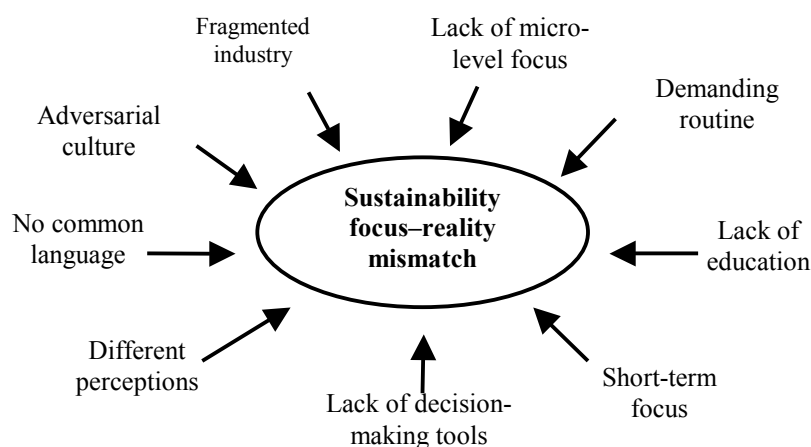 Fragmented
industry
Lack of micro-
level focus
Demanding
routine
Adversarial
culture
Sustainability
focus–reality
mismatch
No common
language
Lack of
education
Different
perceptions
Lack of decision-
making tools
Short-term
focus